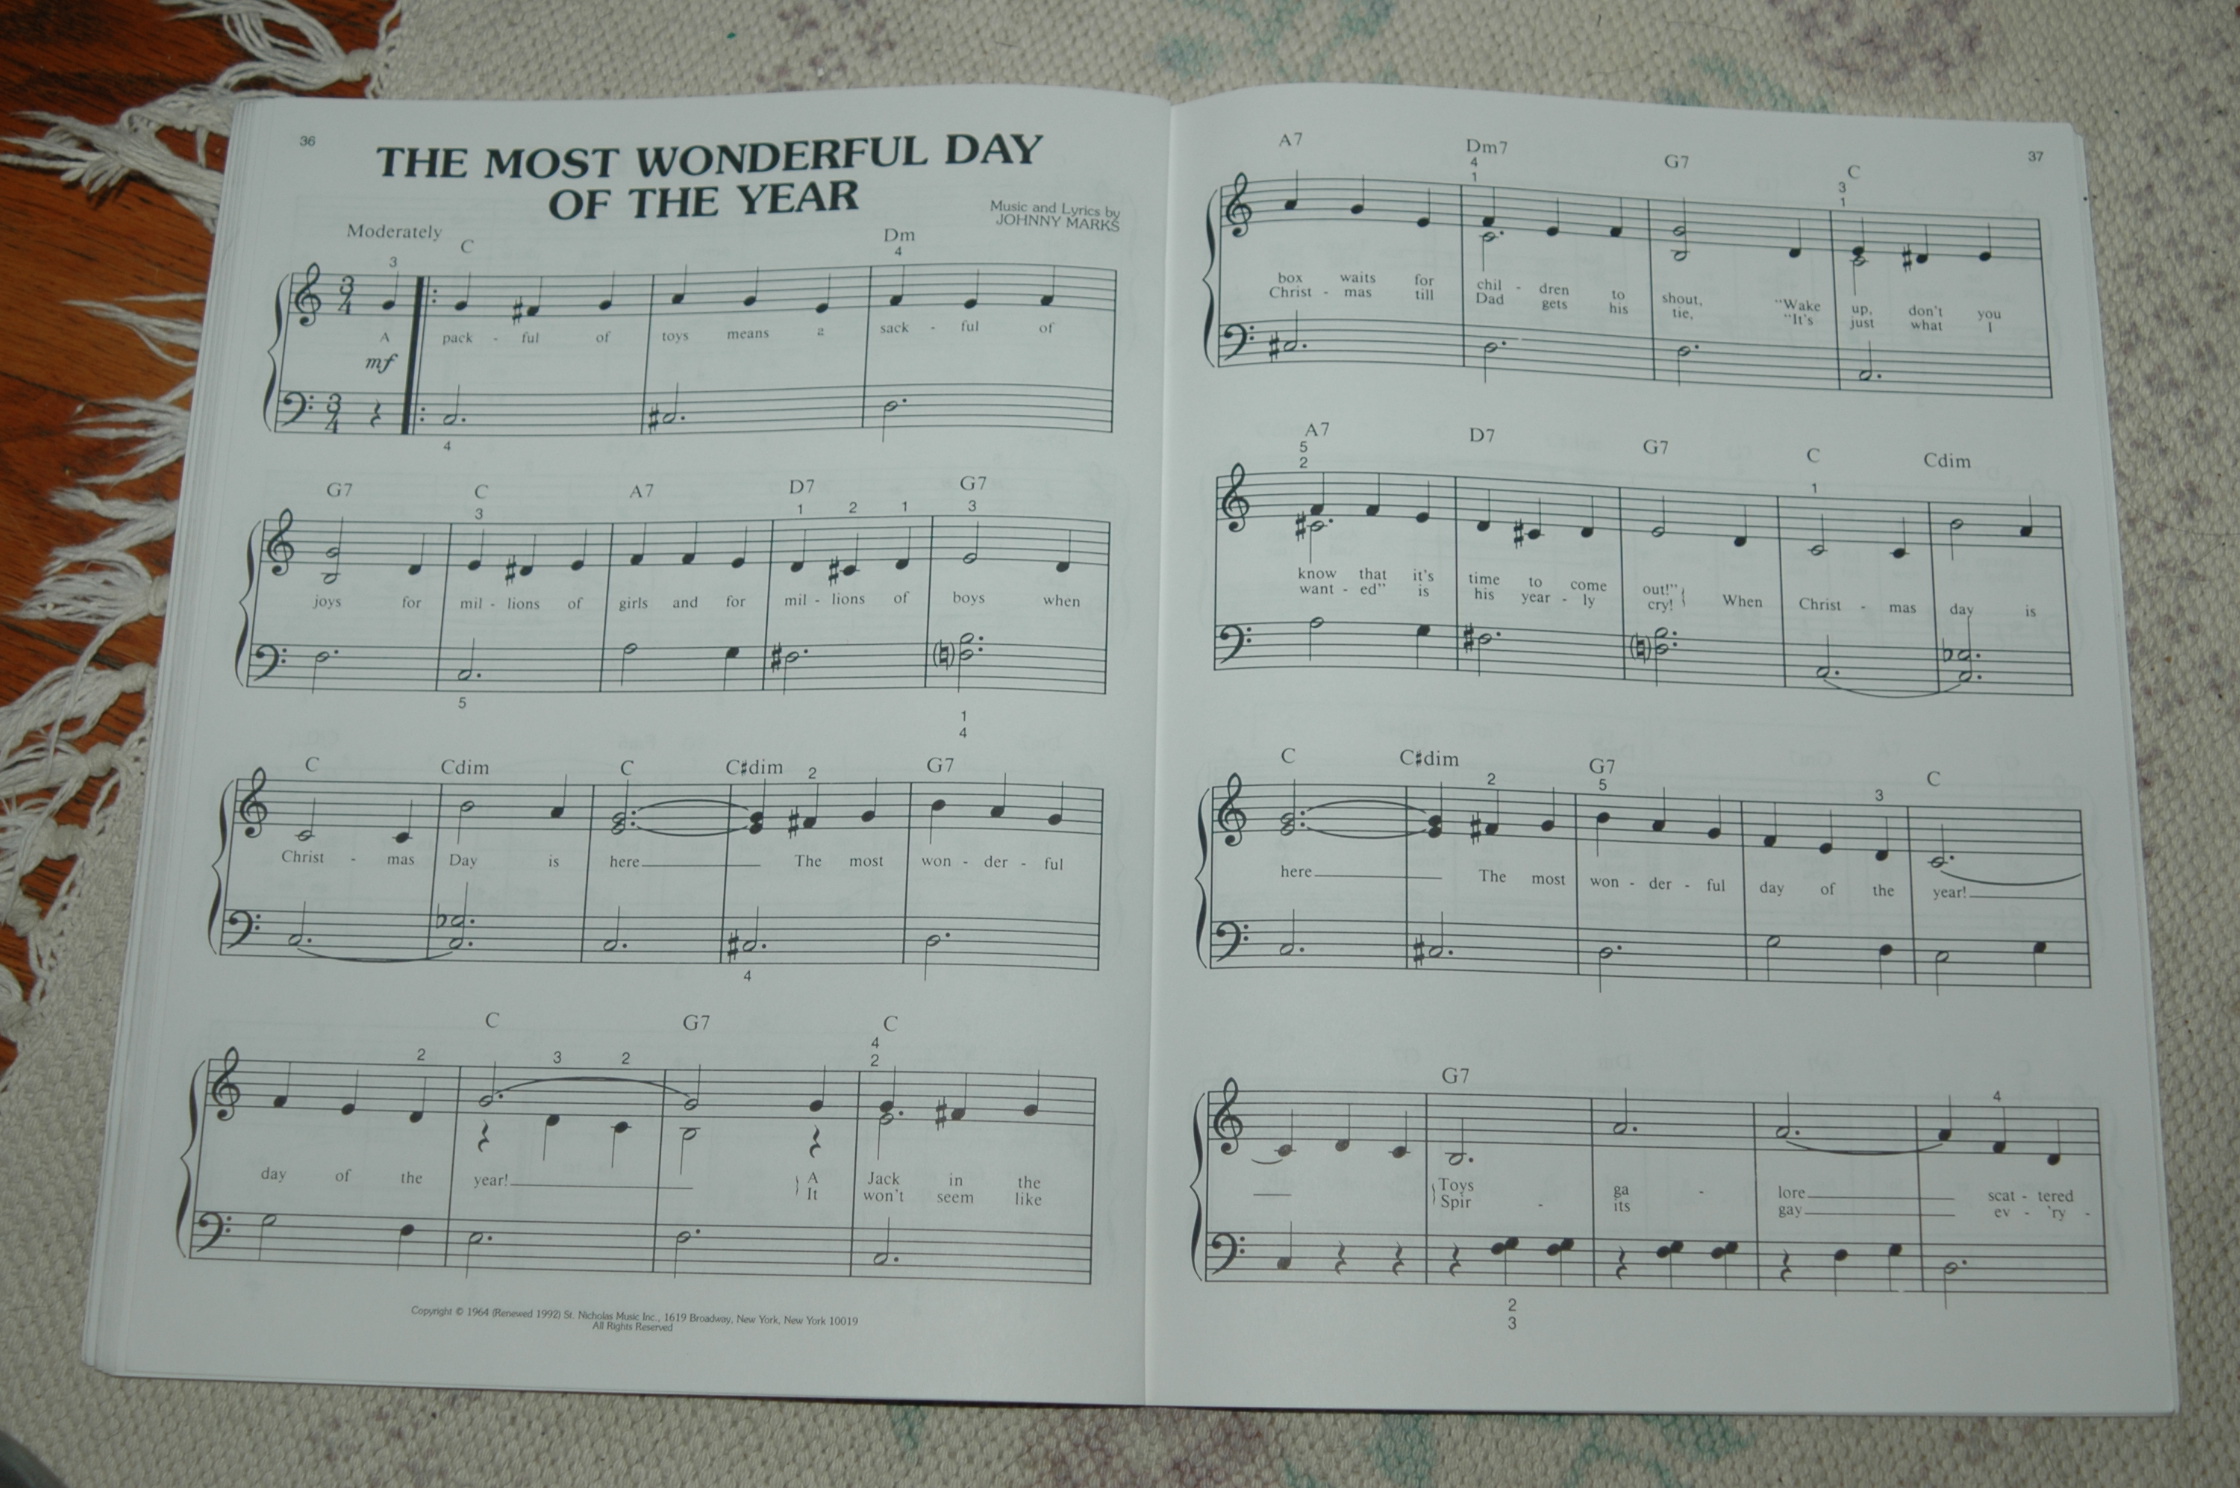 36
THE MOST WONDERFUL DAY
OF THE YEAR
Music and Lyrics by
JOHNNY MARKS
Moderately
3
C
Dm
4
3
4
A pack - ful of toys means a sack - ful of
mf
3
4
4
G7 C A7 D7 G7
3 1 2 1 3
joys for mil - lions of girls and for mil - lions of boys when
5
1
4
C Cdim C C♯dim 2 G7
Christ - mas Day is here The most won - der - ful
4
C G7 C
2 3 2 4
2
day of the year! A Jack in the
It won't seem like
Copyright © 1964 (Renewed 1992) St. Nicholas Music Inc., 1619 Broadway, New York, New York 10019
All Rights Reserved
37
A7 Dm7 G7 C
4 3
1 1
box waits for chil - dren to shout, "Wake up, don't you
Christ - mas till Dad gets his tie, "It's just what I
A7 D7 G7 C Cdim
5 1
2
know that it's time to come out!" When Christ - mas day is
want - ed" is his year - ly cry!
C C♯dim G7 C
2 5 3
here The most won - der - ful day of the year!
G7
4
Toys ga - lore scat - tered
Spir - its gay ev - 'ry -
2
3